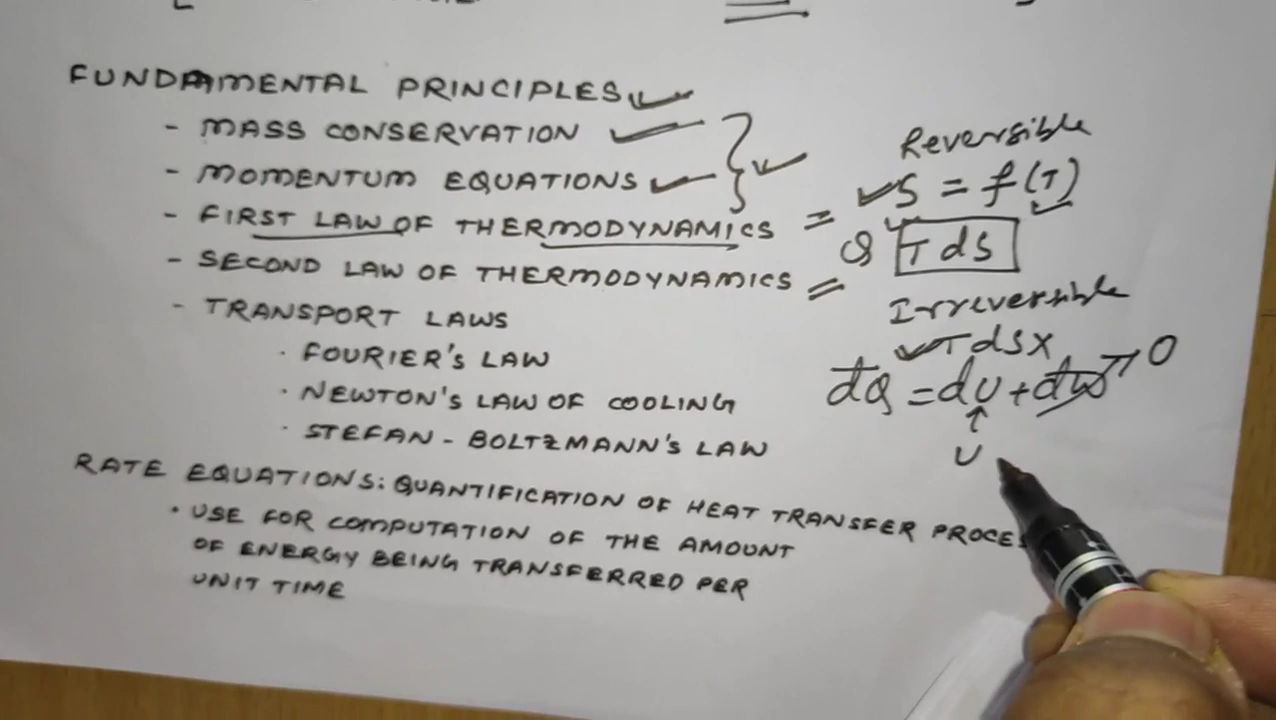 FUNDAMENTAL PRINCIPLES
- MASS CONSERVATION
- MOMENTUM EQUATIONS
- FIRST LAW OF THERMODYNAMICS =
- SECOND LAW OF THERMODYNAMICS =
- TRANSPORT LAWS
· FOURIER'S LAW
· NEWTON'S LAW OF COOLING
· STEFAN - BOLTZMANN'S LAW
RATE EQUATIONS: QUANTIFICATION OF HEAT TRANSFER
· USE FOR COMPUTATION OF THE AMOUNT
OF ENERGY BEING TRANSFERRED PER
UNIT TIME
Reversible
S = f(T)
Q TdS
Irreversible
TdSX
dQ = dU + dW 0
U